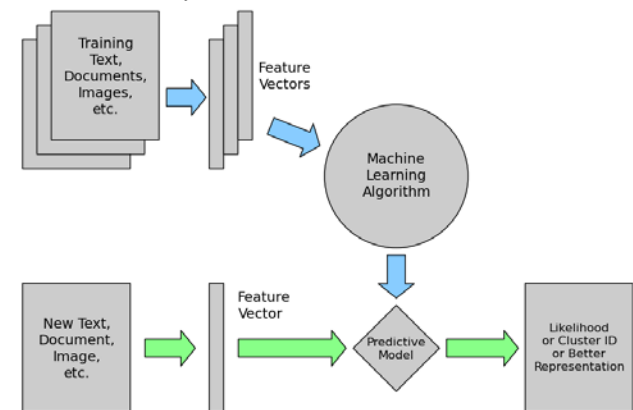 Training
Text,
Documents,
Images,
etc.
Feature
Vectors
Machine
Learning
Algorithm
New Text,
Document,
Image,
etc.
Feature
Vector
Predictive
Model
Likelihood
or Cluster ID
or Better
Representation